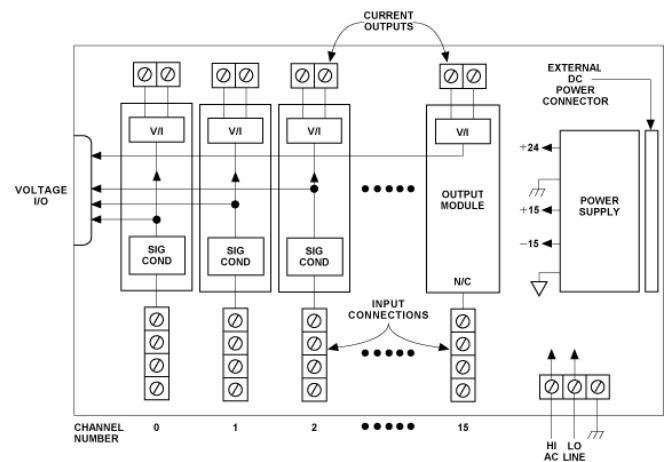 CURRENT
OUTPUTS
EXTERNAL
DC
POWER
CONNECTOR
V/I
V/I
V/I
V/I
+24
VOLTAGE
I/O
OUTPUT
MODULE
POWER
SUPPLY
+15
−15
SIG
COND
SIG
COND
SIG
COND
N/C
INPUT
CONNECTIONS
CHANNEL
NUMBER
0
1
2
15
HI
AC
LO
LINE